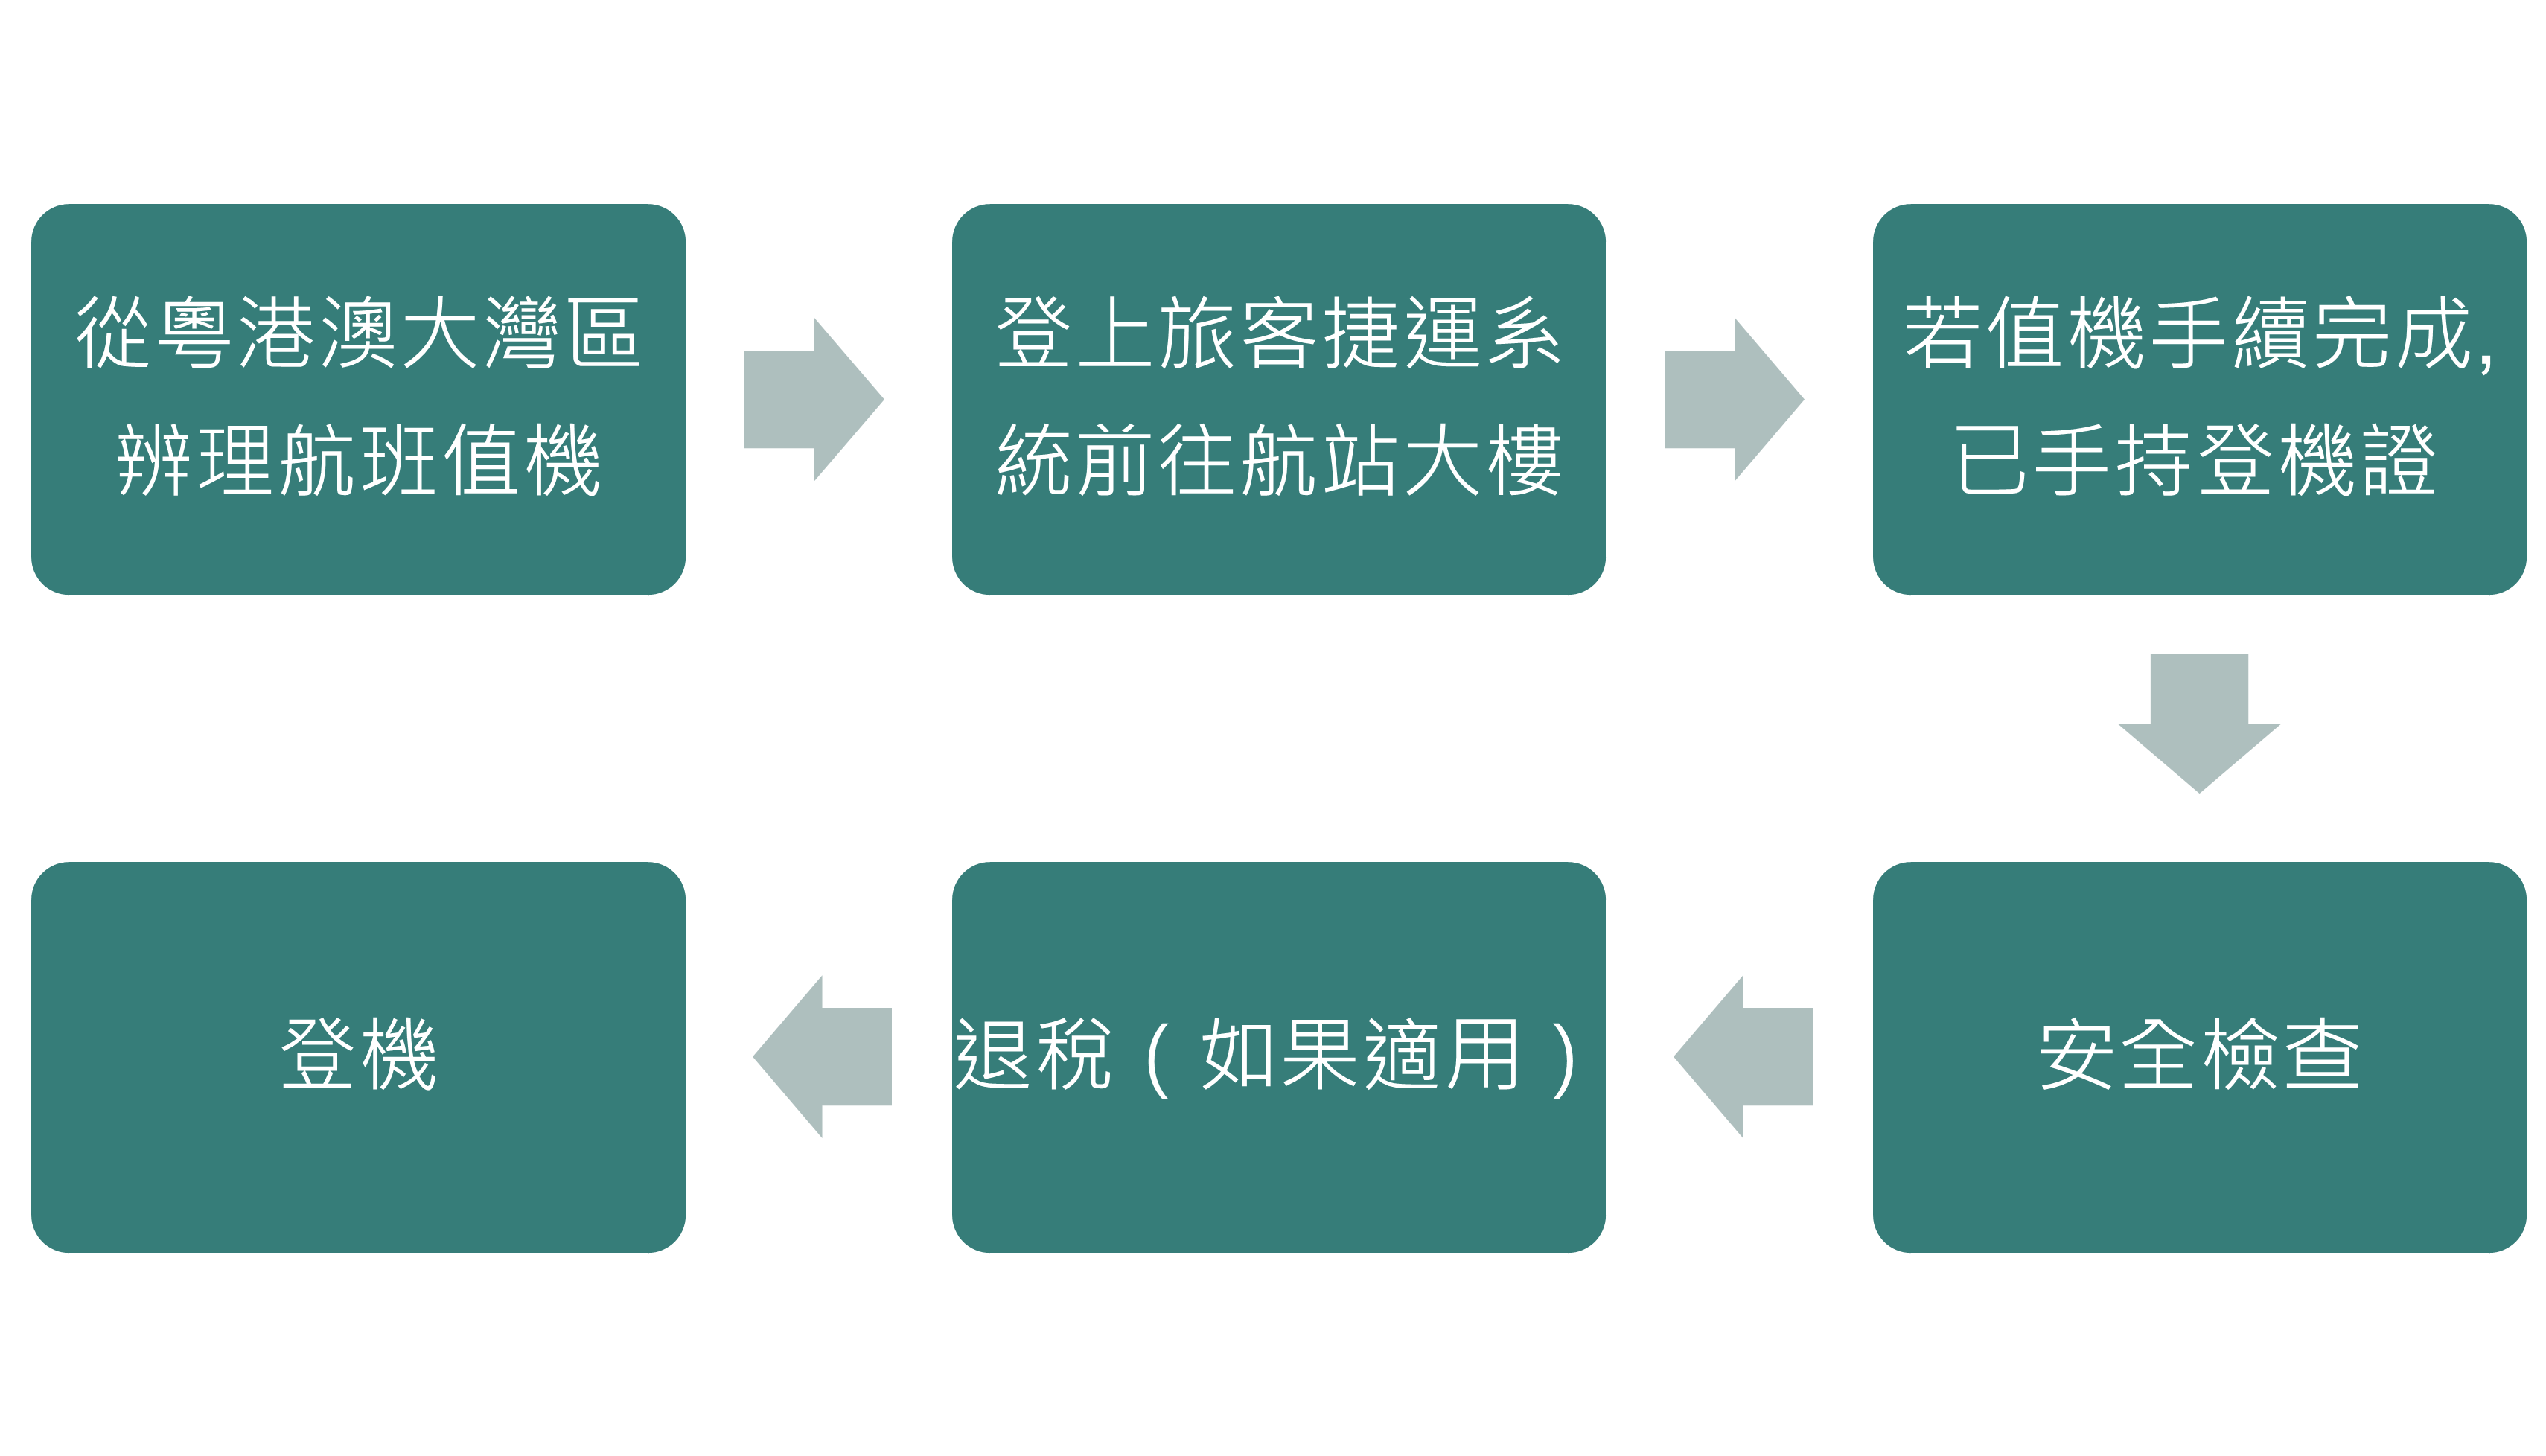 從粵港澳大灣區
辦理航班值機
登上旅客捷運系
統前往航站大樓
若值機手續完成,
已手持登機證
安全檢查
退稅(如果適用)
登機